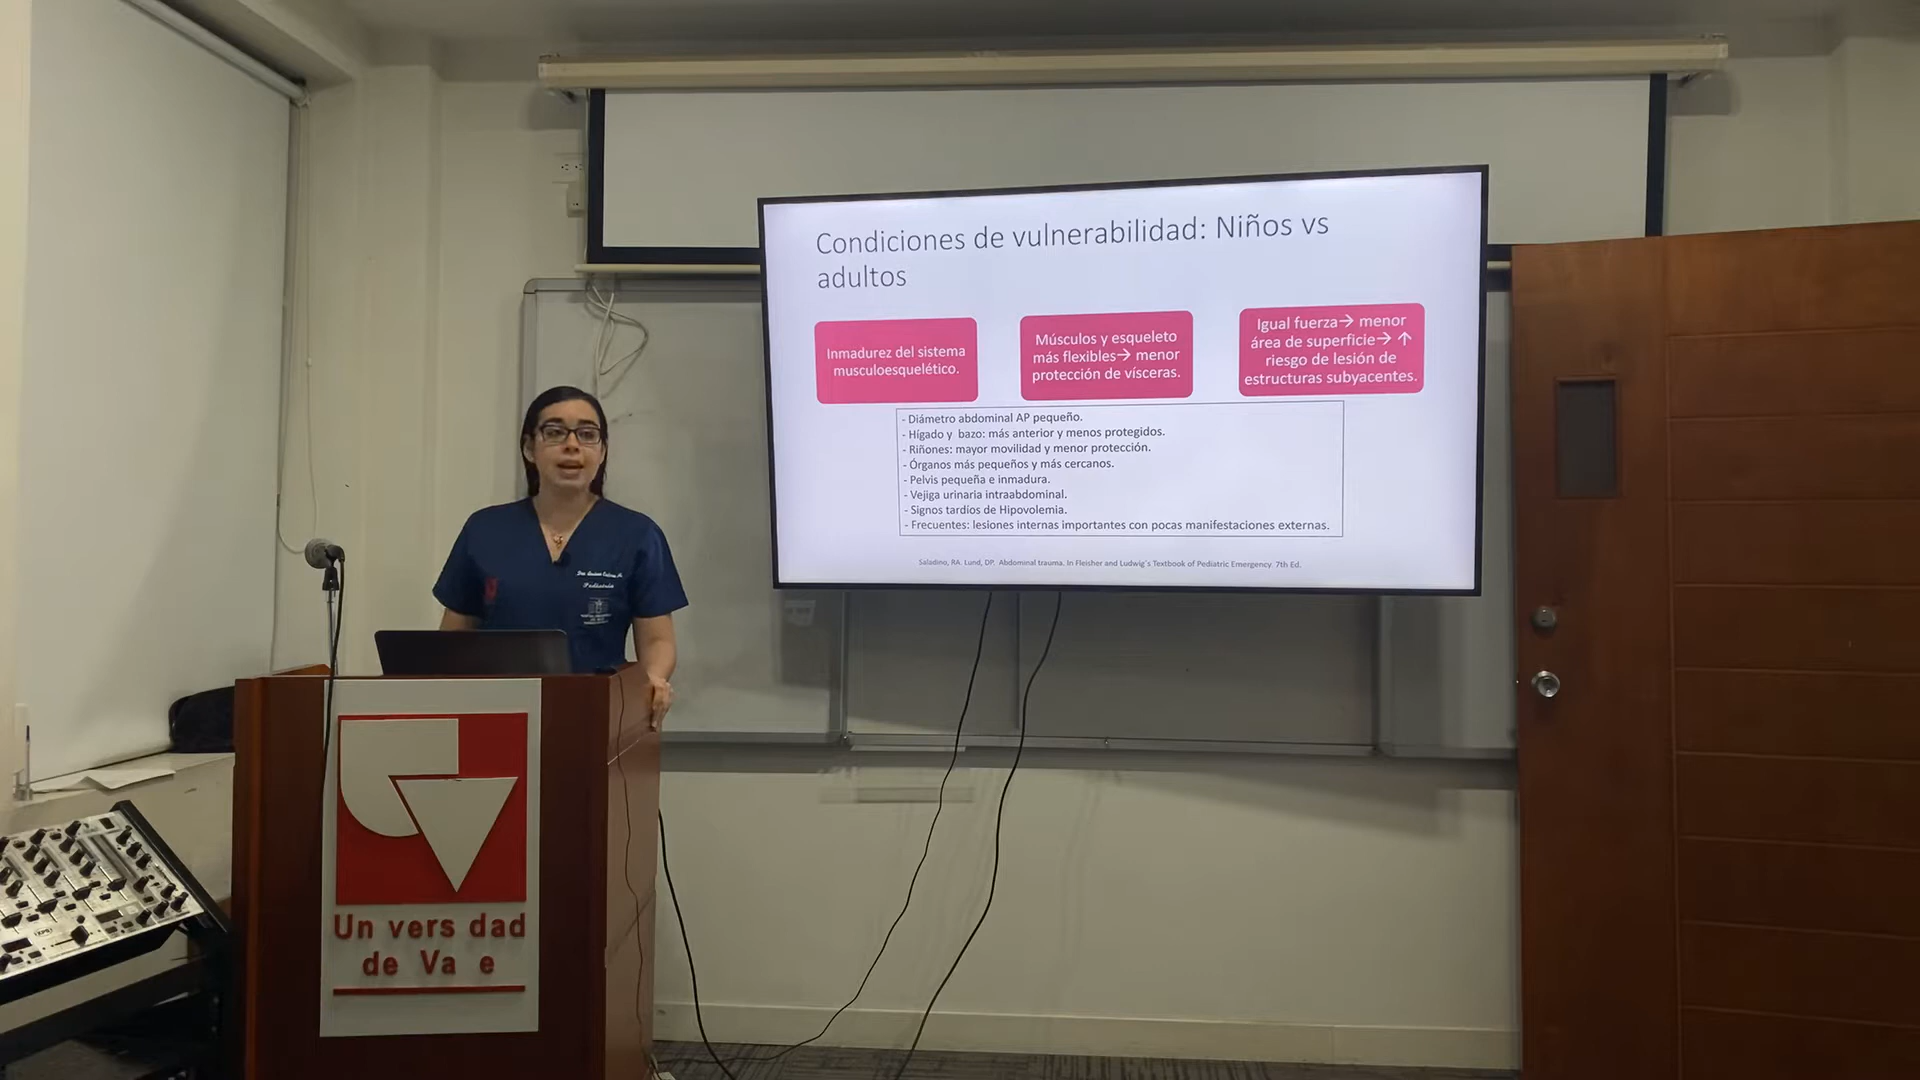 Condiciones de vulnerabilidad: Niños vs
adultos
Inmadurez del sistema
musculoesquelético.
Músculos y esqueleto
más flexibles→ menor
protección de vísceras.
Igual fuerza→ menor
área de superficie→ ↑
riesgo de lesión de
estructuras subyacentes.
- Diámetro abdominal AP pequeño.
- Hígado y bazo: más anterior y menos protegidos.
- Riñones: mayor movilidad y menor protección.
- Órganos más pequeños y más cercanos.
- Pelvis pequeña e inmadura.
- Vejiga urinaria intraabdominal.
- Signos tardíos de Hipovolemia.
- Frecuentes: lesiones internas importantes con pocas manifestaciones externas.
Saladino, RA. Lund, DP. Abdominal trauma. In Fleisher and Ludwig´s Textbook of Pediatric Emergency. 7th Ed.
Pediatría
Un vers dad
de Va e